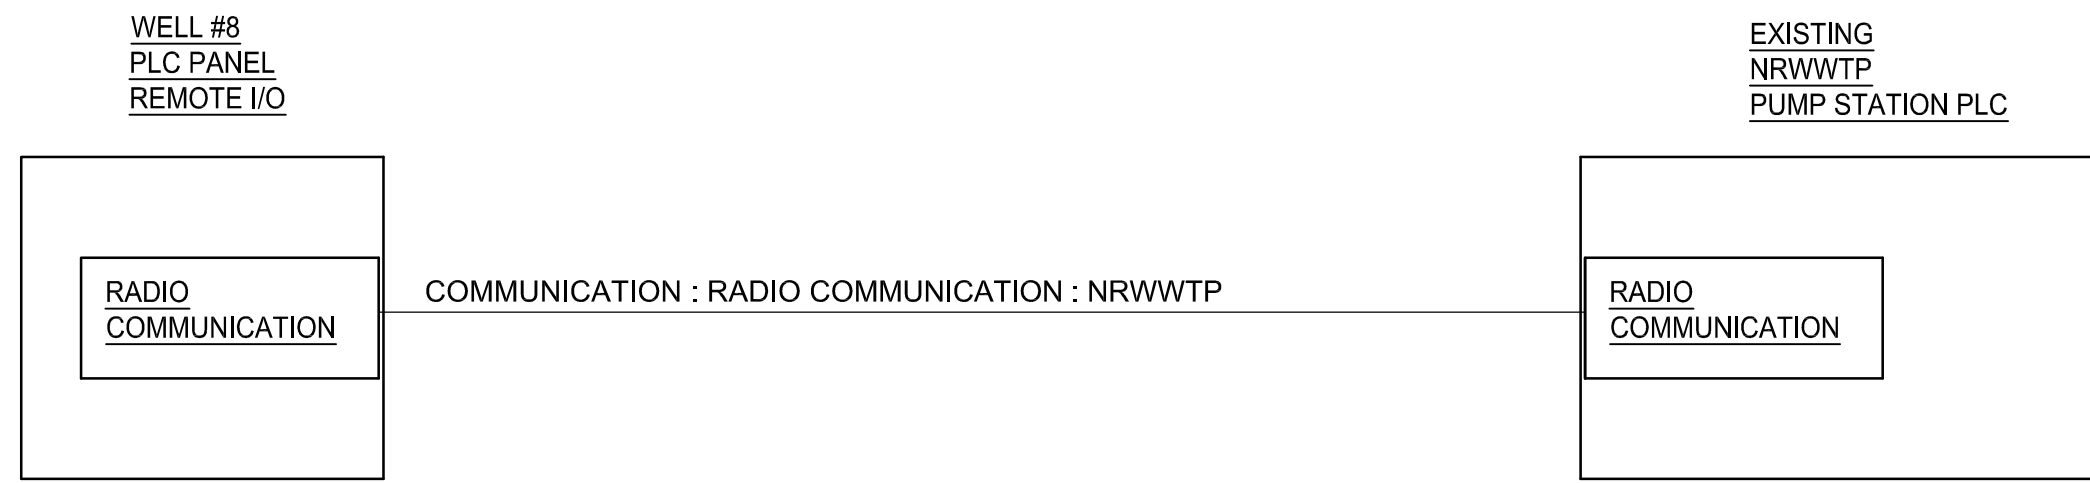 WELL #8
PLC PANEL
REMOTE I/O
EXISTING
NRWWTP
PUMP STATION PLC
RADIO
COMMUNICATION
COMMUNICATION : RADIO COMMUNICATION : NRWWTP
RADIO
COMMUNICATION